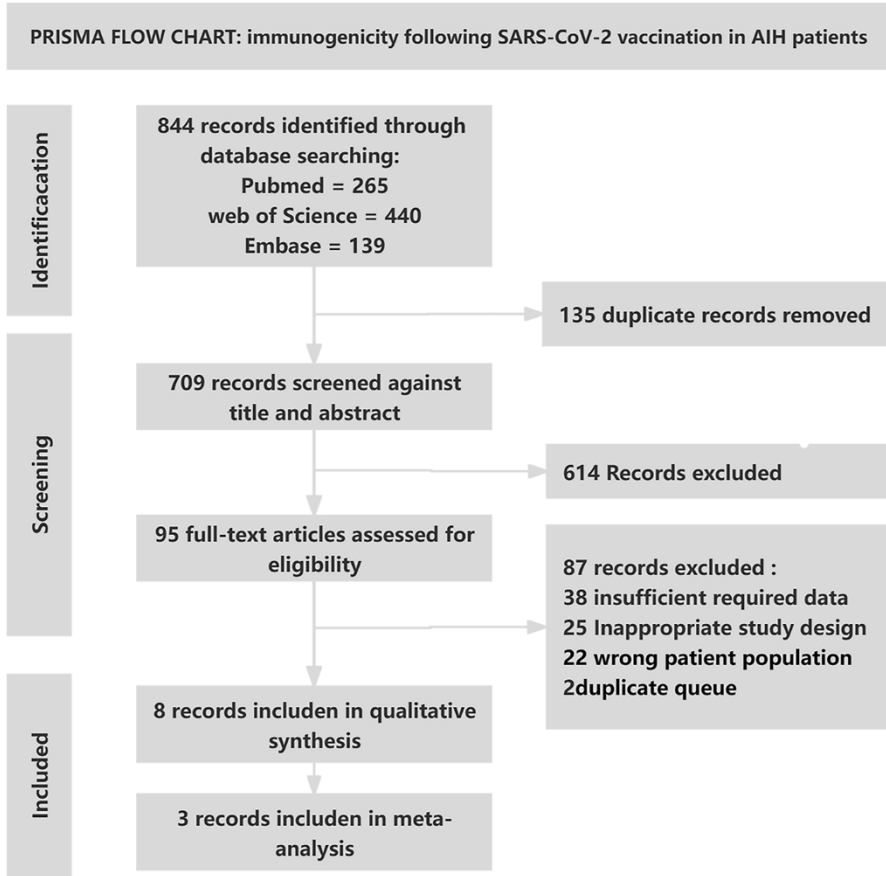 PRISMA FLOW CHART: immunogenicity following SARS-CoV-2 vaccination in AIH patients
Identificacation
844 records identified through
database searching:
Pubmed = 265
web of Science = 440
Embase = 139
135 duplicate records removed
Screening
709 records screened against
title and abstract
614 Records excluded
95 full-text articles assessed for
eligibility
87 records excluded :
38 insufficient required data
25 Inappropriate study design
22 wrong patient population
2duplicate queue
Included
8 records includen in qualitative
synthesis
3 records includen in meta-
analysis